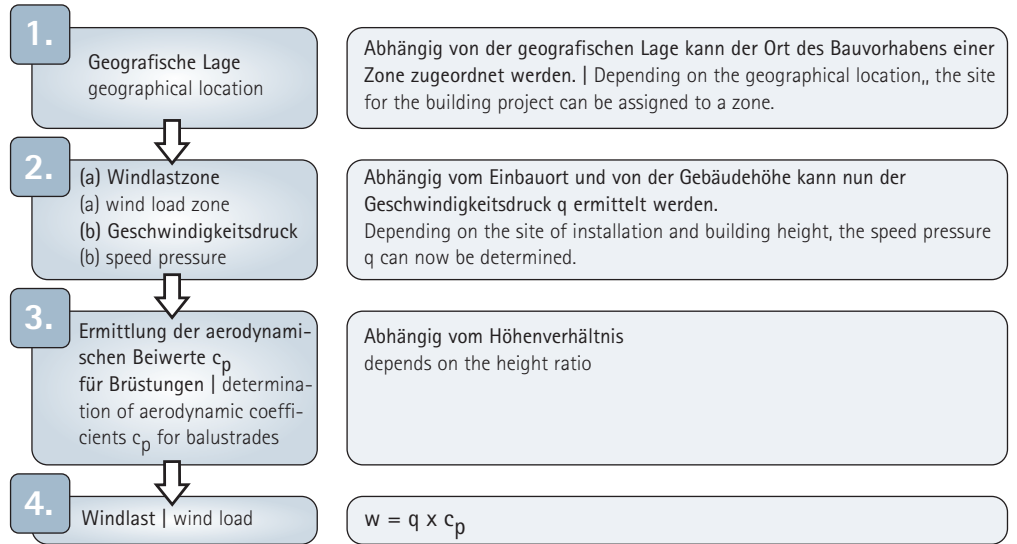 1.
Geografische Lage
geographical location
Abhängig von der geografischen Lage kann der Ort des Bauvorhabens einer
Zone zugeordnet werden. | Depending on the geographical location,, the site
for the building project can be assigned to a zone.
2.
(a) Windlastzone
(a) wind load zone
(b) Geschwindigkeitsdruck
(b) speed pressure
Abhängig vom Einbauort und von der Gebäudehöhe kann nun der
Geschwindigkeitsdruck q ermittelt werden.
Depending on the site of installation and building height, the speed pressure
q can now be determined.
3.
Ermittlung der aerodynami-
schen Beiwerte cp
für Brüstungen | determina-
tion of aerodynamic coeffi-
cients cp for balustrades
Abhängig vom Höhenverhältnis
depends on the height ratio
4.
Windlast | wind load
w = q x cp